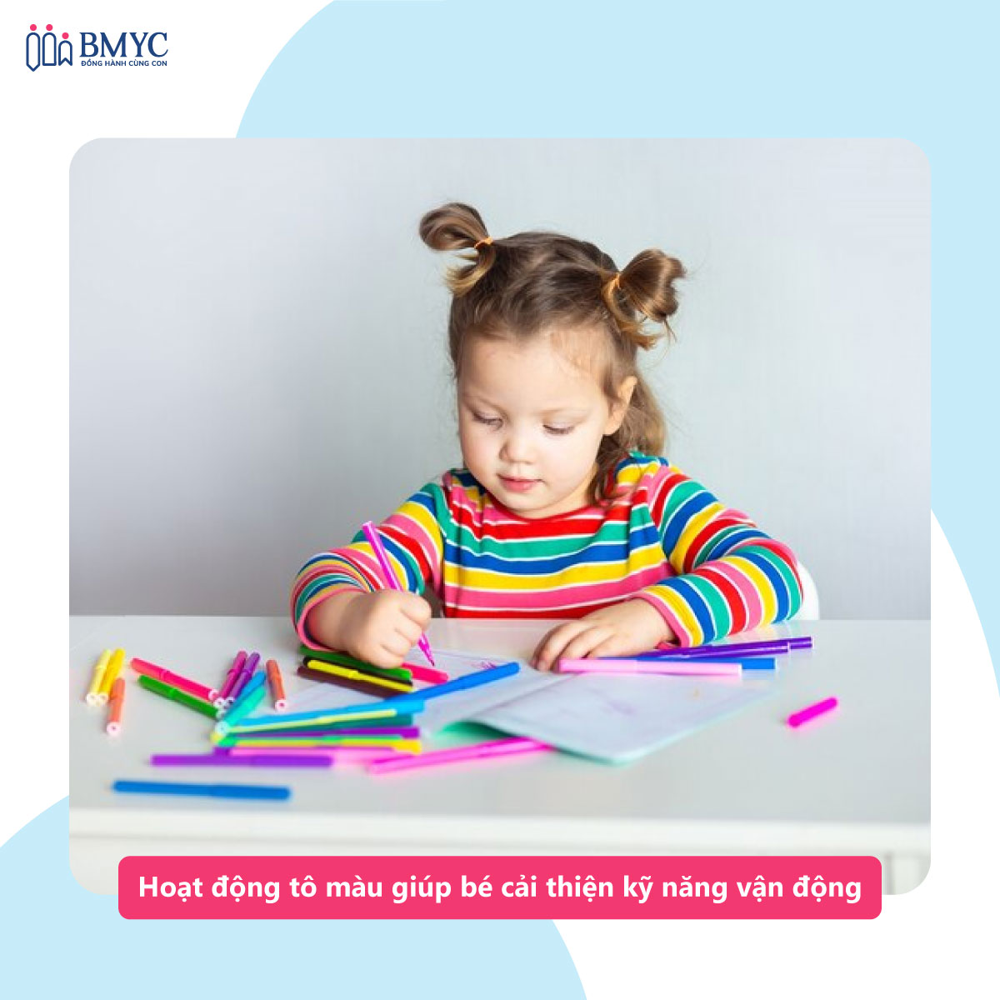 BMYC
ĐỒNG HÀNH CÙNG CON
Hoạt động tô màu giúp bé cải thiện kỹ năng vận động